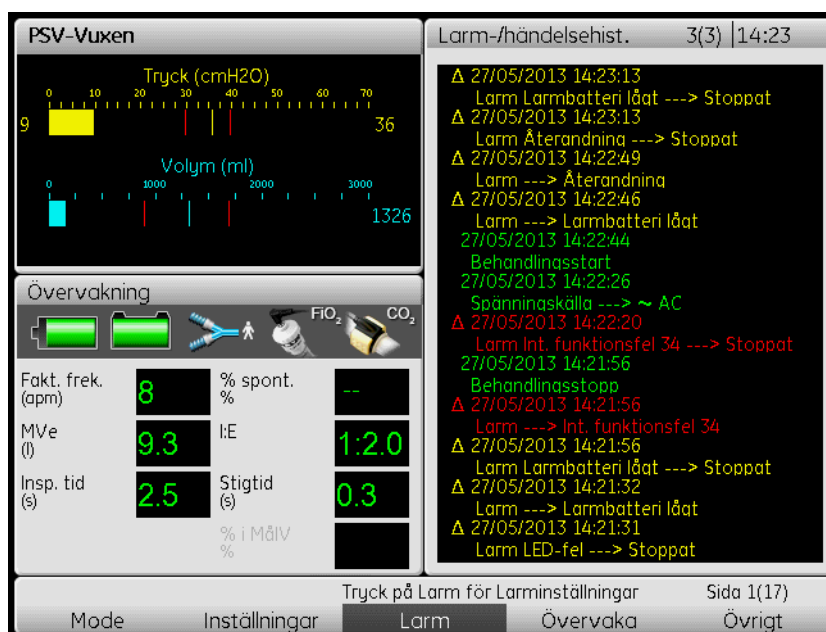 PSV-Vuxen
Tryck (cmH2O)
0 10 20 30 40 50 60 70
9 36
Volym (ml)
0 1000 2000 3000
1326
Övervakning
FiO2 CO2
Fakt. frek. (apm) 8 % spont. % --
MVe (l) 9.3 I:E 1:2.0
Insp. tid (s) 2.5 Stigtid (s) 0.3
% i MålV %
Larm-/händelsehist. 3(3) 14:23
Δ 27/05/2013 14:23:13
Larm Larmbatteri lågt ---> Stoppat
Δ 27/05/2013 14:23:13
Larm Återandning ---> Stoppat
Δ 27/05/2013 14:22:49
Larm ---> Återandning
Δ 27/05/2013 14:22:46
Larm ---> Larmbatteri lågt
27/05/2013 14:22:44
Behandlingsstart
27/05/2013 14:22:26
Spänningskälla ---> ~ AC
Δ 27/05/2013 14:22:20
Larm Int. funktionsfel 34 ---> Stoppat
27/05/2013 14:21:56
Behandlingsstopp
Δ 27/05/2013 14:21:56
Larm ---> Int. funktionsfel 34
Δ 27/05/2013 14:21:56
Larm Larmbatteri lågt ---> Stoppat
Δ 27/05/2013 14:21:32
Larm ---> Larmbatteri lågt
Δ 27/05/2013 14:21:31
Larm LED-fel ---> Stoppat
Tryck på Larm för Larminställningar Sida 1(17)
Mode Inställningar Larm Övervaka Övrigt